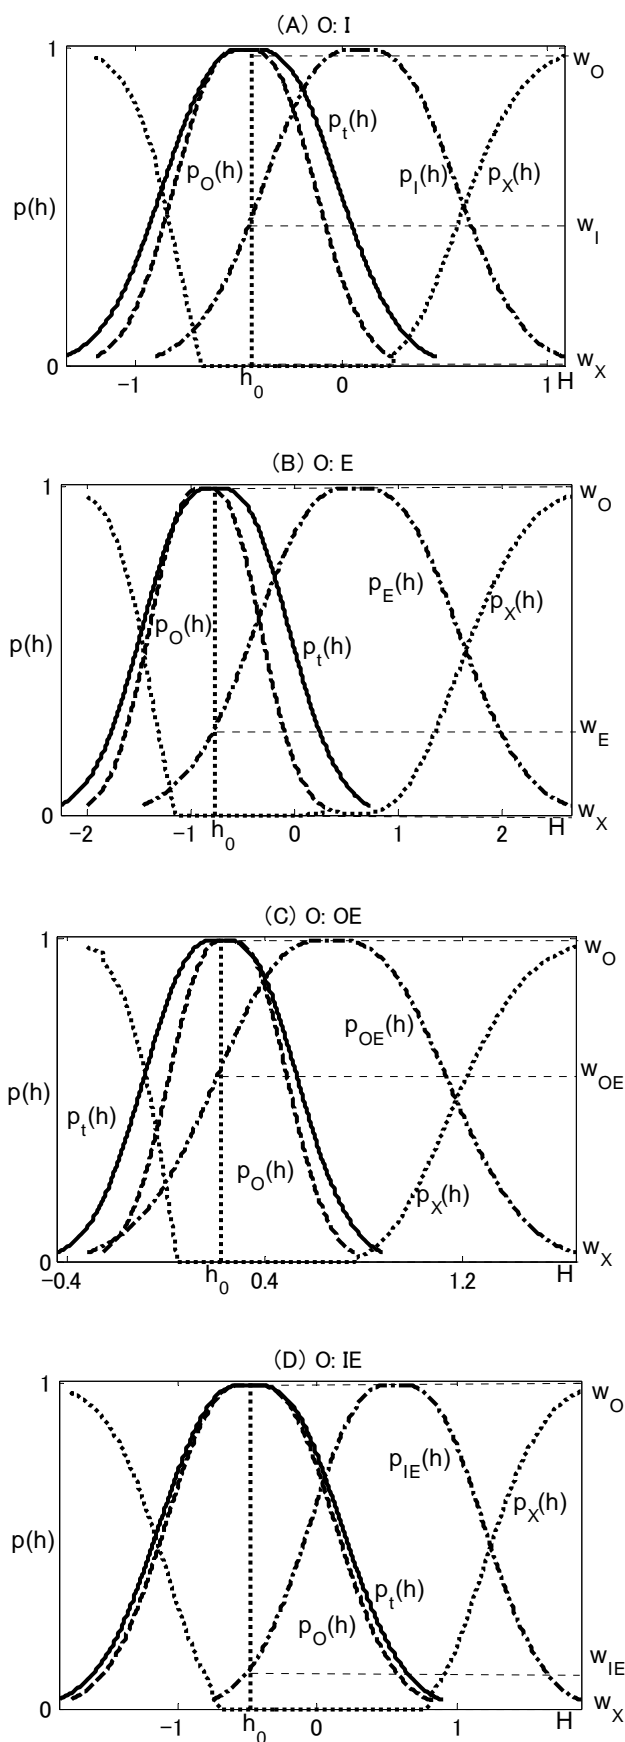 (A) O: I
1
w_O
p_t(h)
p_O(h)
p_I(h)
p_X(h)
p(h)
w_I
0
w_X
−1
h_0
0
1
H
(B) O: E
1
w_O
p_E(h)
p_X(h)
p_O(h)
p_t(h)
p(h)
w_E
0
w_X
−2
−1
h_0
0
1
2
H
(C) O: OE
1
w_O
p_OE(h)
w_OE
p(h)
p_t(h)
p_O(h)
p_X(h)
w_X
0
−0.4
h_0
0.4
1.2
H
(D) O: IE
1
w_O
p_IE(h)
p_X(h)
p(h)
p_t(h)
p_O(h)
w_IE
0
w_X
−1
h_0
0
1
H